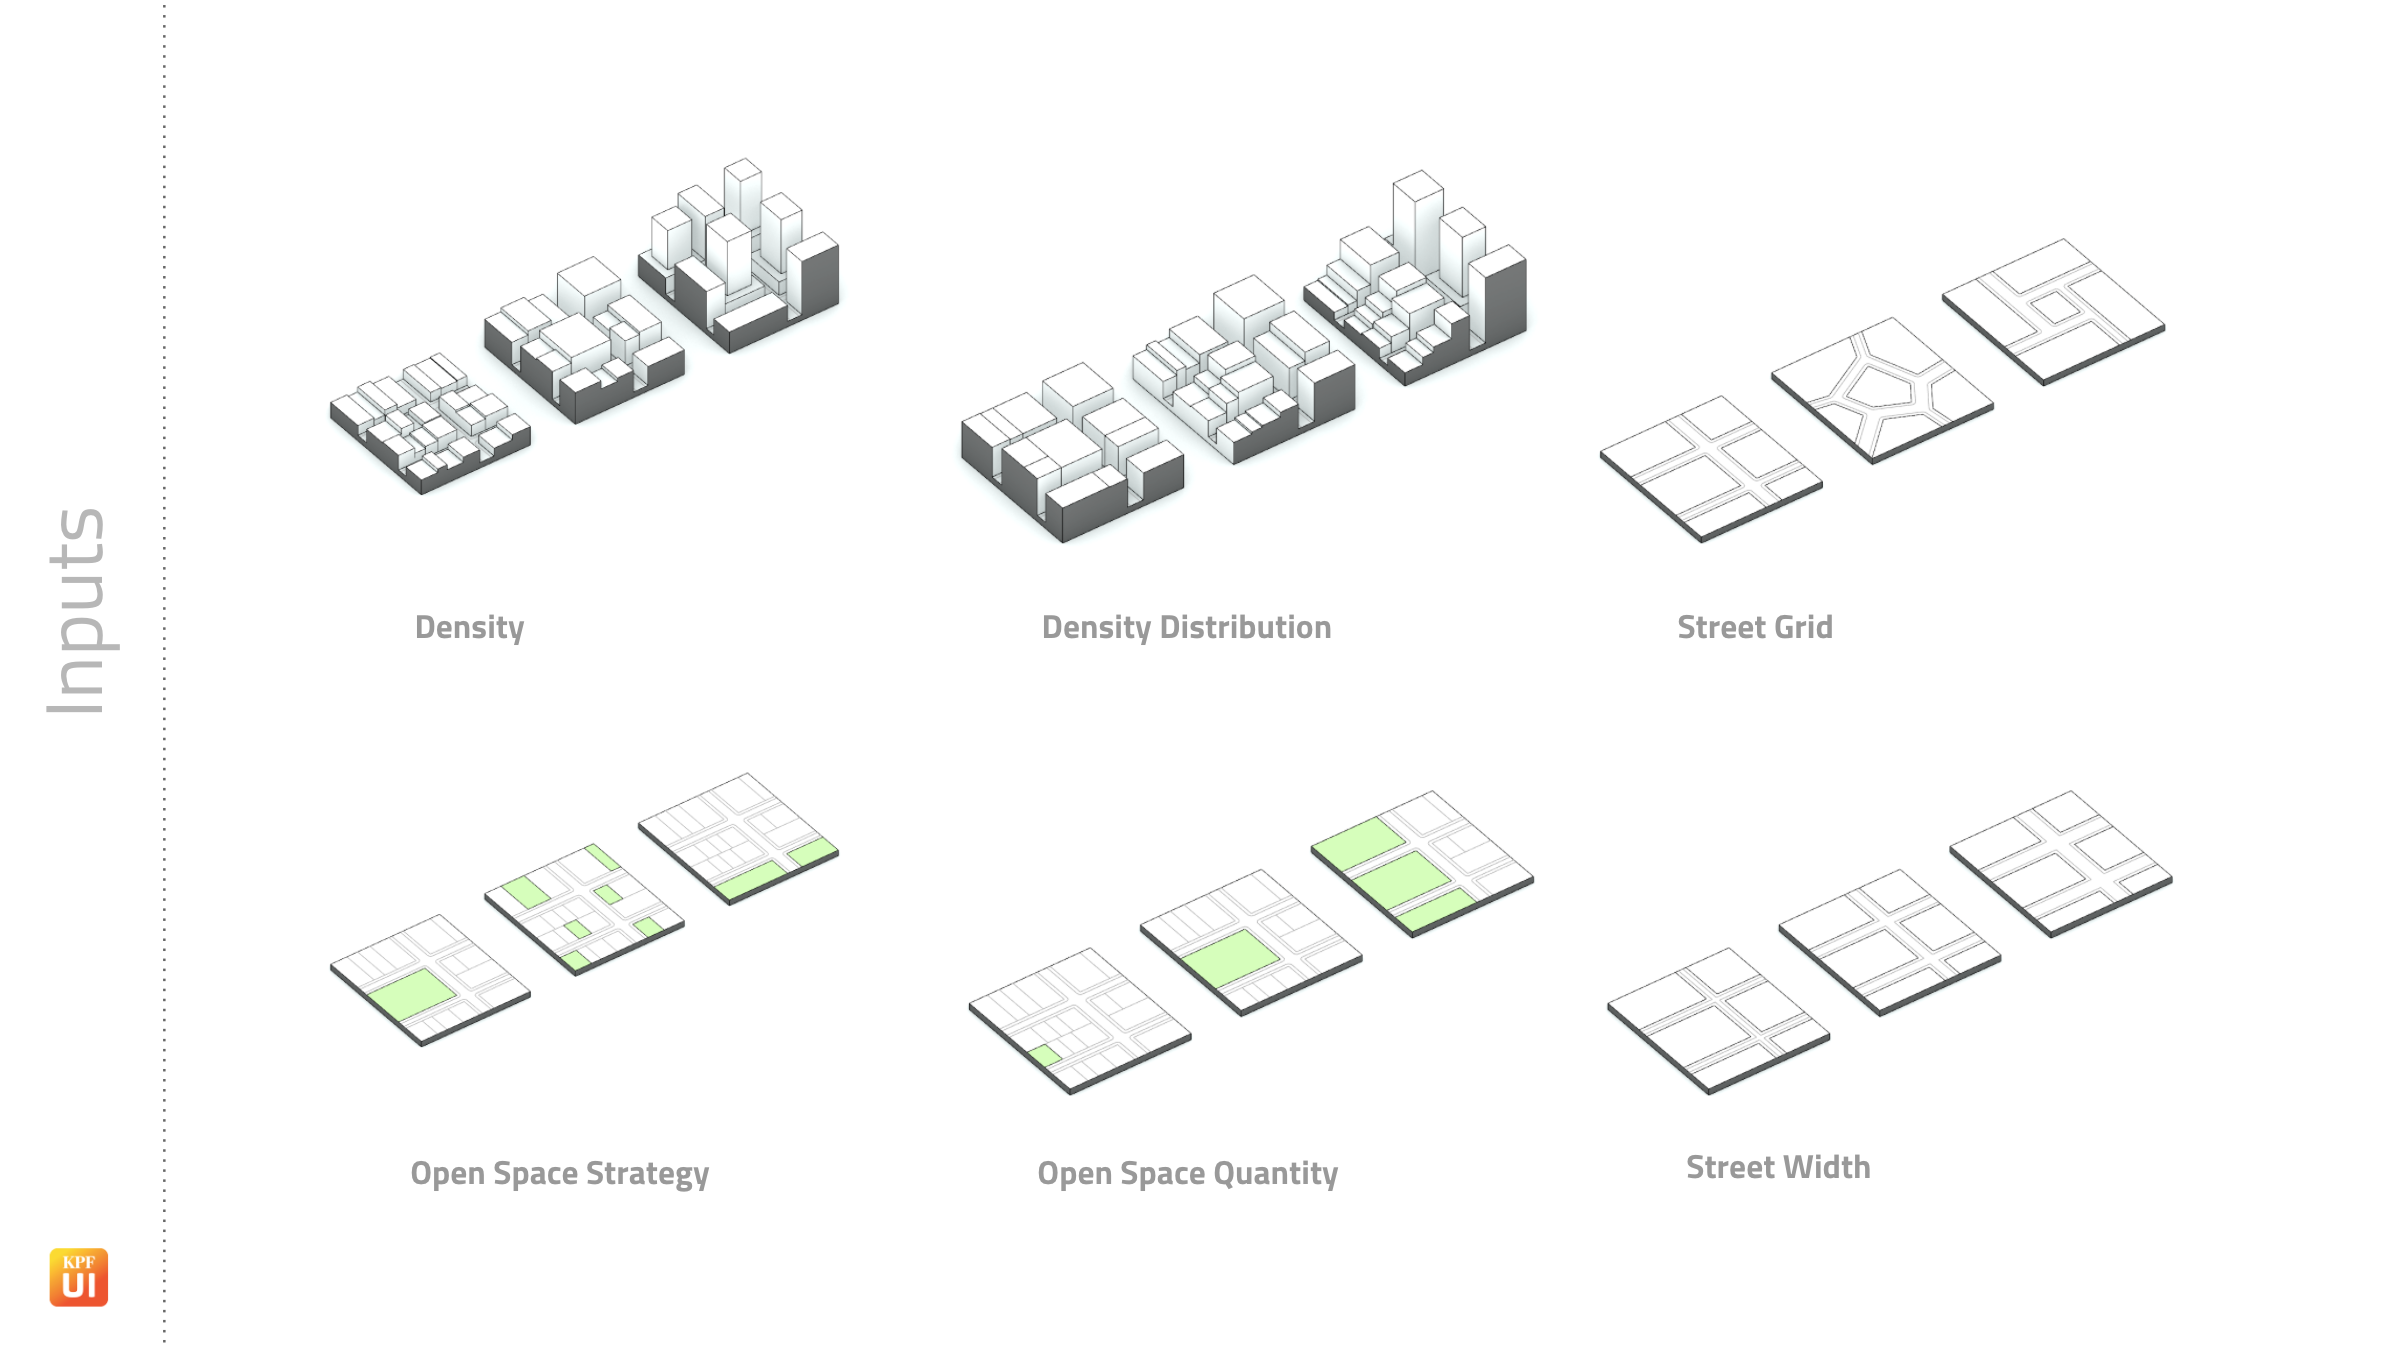 Inputs
Density
Density Distribution
Street Grid
Open Space Strategy
Open Space Quantity
Street Width
KPF
UI